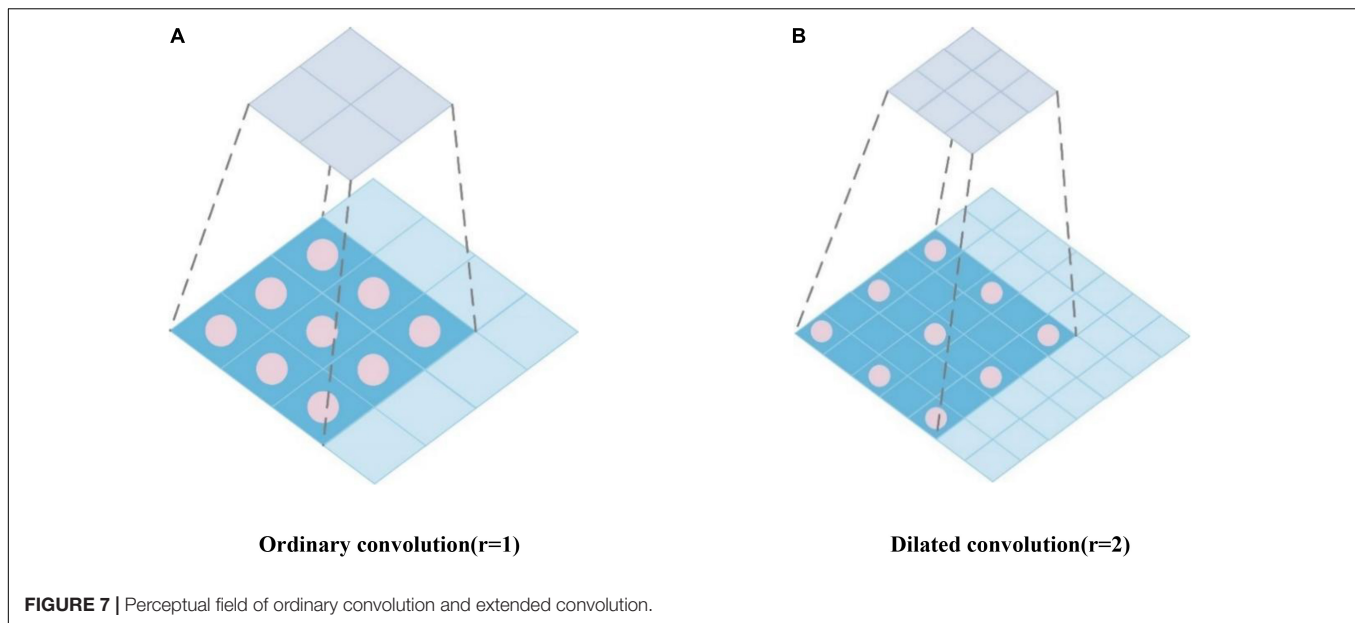 A
B
Ordinary convolution(r=1)
Dilated convolution(r=2)
FIGURE 7 | Perceptual field of ordinary convolution and extended convolution.